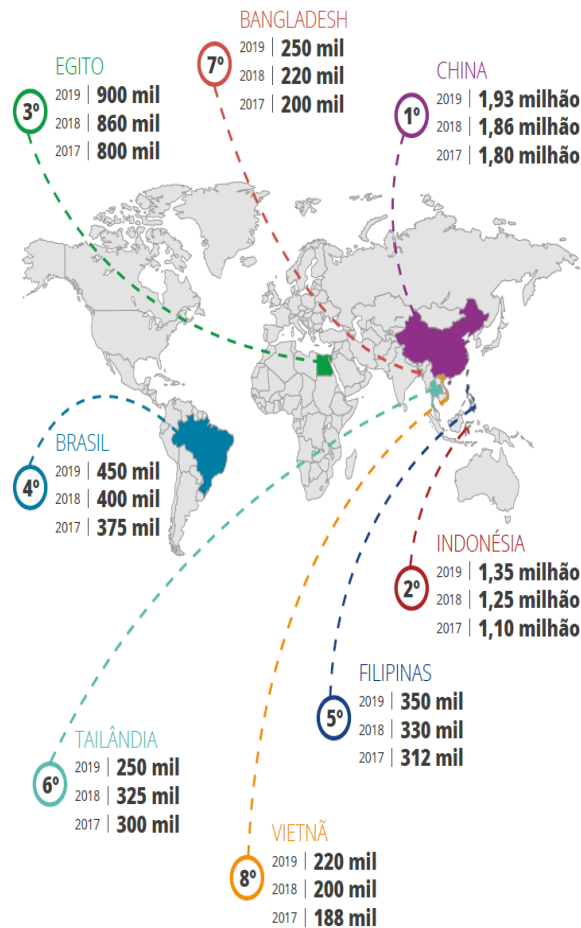 BANGLADESH
7º
2019 | 250 mil
2018 | 220 mil
2017 | 200 mil
EGITO
3º
2019 | 900 mil
2018 | 860 mil
2017 | 800 mil
CHINA
1º
2019 | 1,93 milhão
2018 | 1,86 milhão
2017 | 1,80 milhão
BRASIL
4º
2019 | 450 mil
2018 | 400 mil
2017 | 375 mil
INDONÉSIA
2º
2019 | 1,35 milhão
2018 | 1,25 milhão
2017 | 1,10 milhão
FILIPINAS
5º
2019 | 350 mil
2018 | 330 mil
2017 | 312 mil
TAILÂNDIA
6º
2019 | 250 mil
2018 | 325 mil
2017 | 300 mil
VIETNÃ
8º
2019 | 220 mil
2018 | 200 mil
2017 | 188 mil